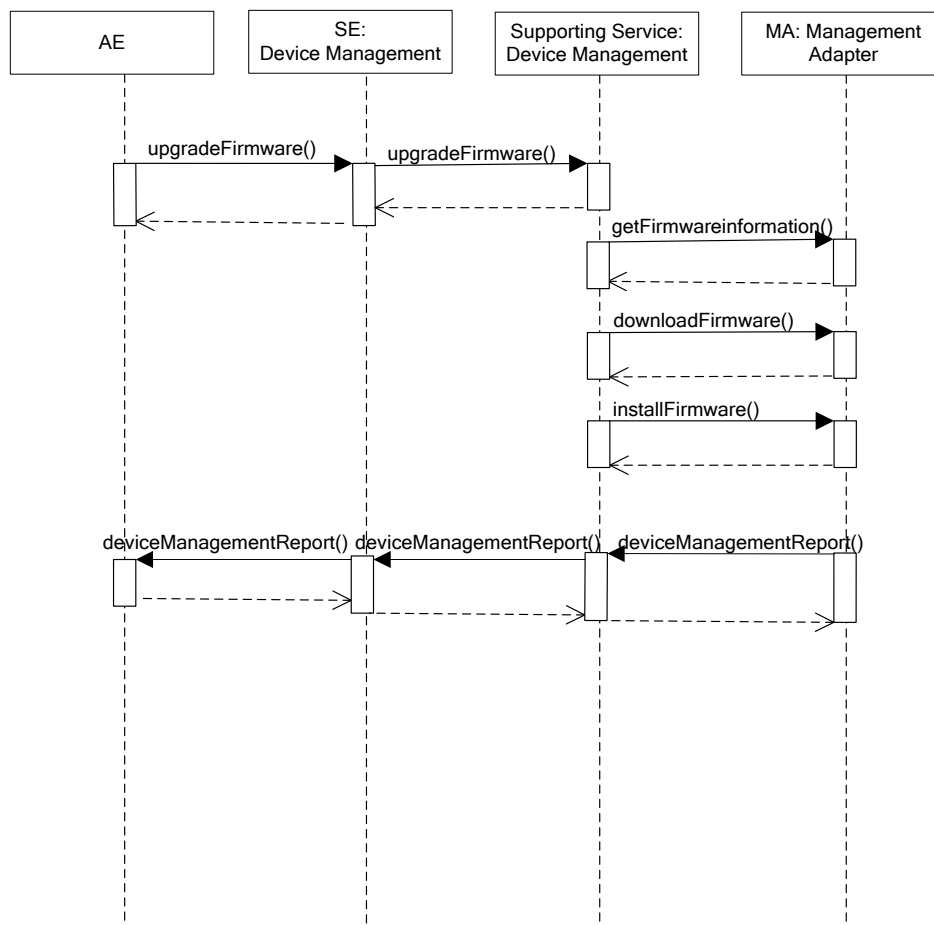 AE
SE:
Device Management
Supporting Service:
Device Management
MA: Management
Adapter
upgradeFirmware()
upgradeFirmware()
getFirmwareinformation()
downloadFirmware()
installFirmware()
deviceManagementReport()
deviceManagementReport()
deviceManagementReport()